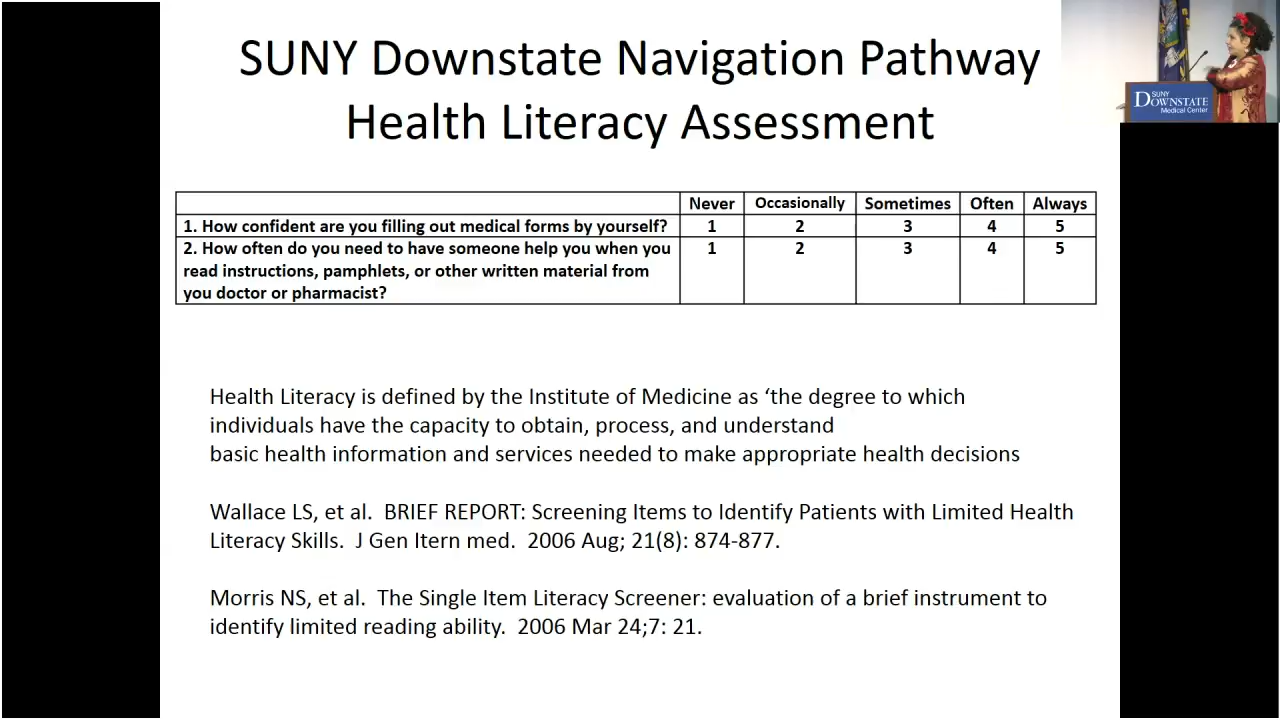 SUNY Downstate Navigation Pathway
Health Literacy Assessment
SUNY
DOWNSTATE
Medical Center
Never Occasionally Sometimes Often Always
1. How confident are you filling out medical forms by yourself? 1 2 3 4 5
2. How often do you need to have someone help you when you 1 2 3 4 5
read instructions, pamphlets, or other written material from
you doctor or pharmacist?
Health Literacy is defined by the Institute of Medicine as ‘the degree to which
individuals have the capacity to obtain, process, and understand
basic health information and services needed to make appropriate health decisions
Wallace LS, et al. BRIEF REPORT: Screening Items to Identify Patients with Limited Health
Literacy Skills. J Gen Itern med. 2006 Aug; 21(8): 874-877.
Morris NS, et al. The Single Item Literacy Screener: evaluation of a brief instrument to
identify limited reading ability. 2006 Mar 24;7: 21.